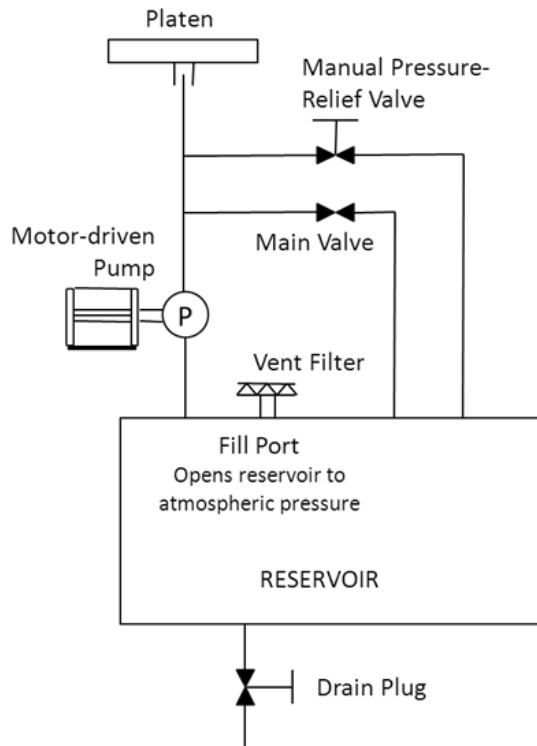 Platen
Manual Pressure-
Relief Valve
Main Valve
Motor-driven
Pump
P
Vent Filter
Fill Port
Opens reservoir to
atmospheric pressure
RESERVOIR
Drain Plug